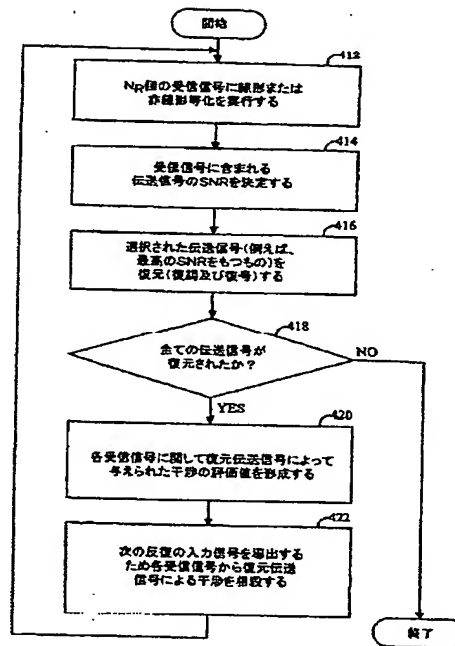 開始
412
NR個の受信信号に線形または
非線形等化を実行する
414
受信信号に含まれる
伝送信号のSNRを決定する
416
選択された伝送信号(例えば、
最高のSNRをもつもの)を
復元(復調及び復号)する
418
全ての伝送信号が
復元されたか?
NO
YES
420
各受信信号に関して復元伝送信号によって
与えられた干渉の評価値を形成する
422
次の反復の入力信号を導出する
ため各受信信号から復元伝送
信号による干渉を相殺する
終了